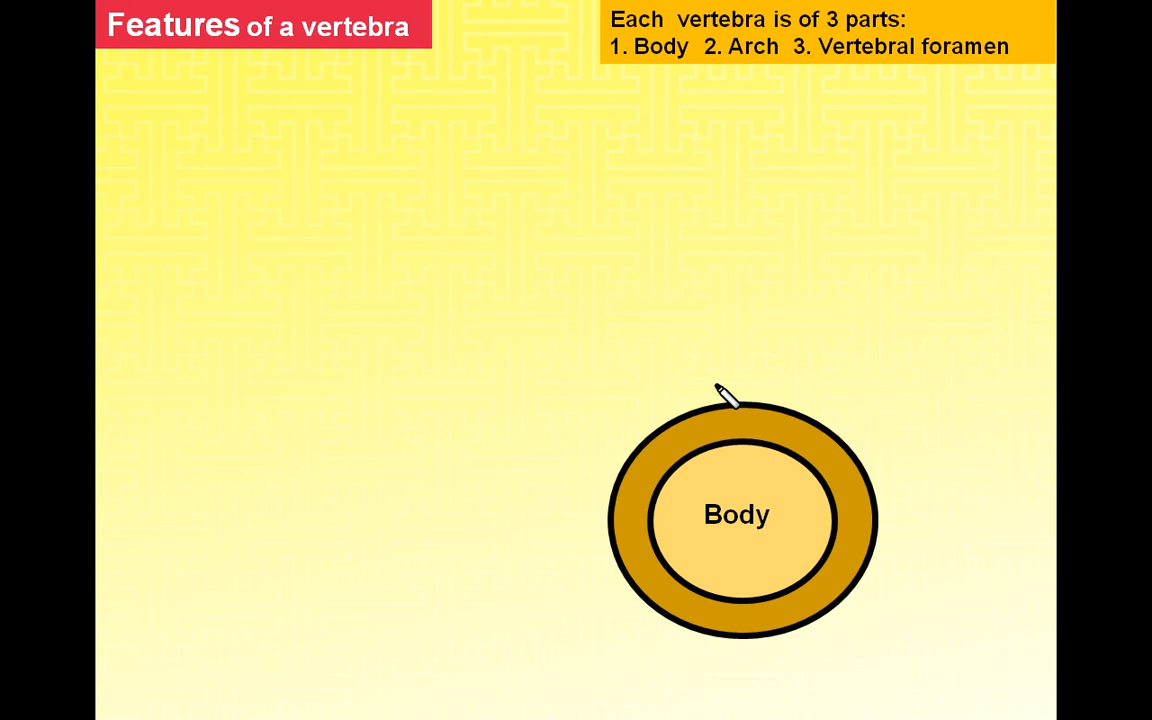 Features of a vertebra
Each vertebra is of 3 parts:
1. Body 2. Arch 3. Vertebral foramen
Body